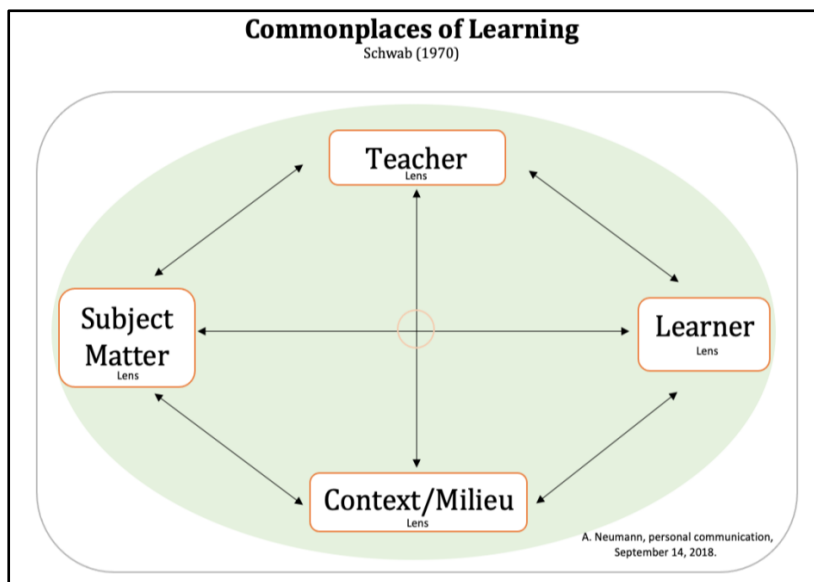 Commonplaces of Learning
Schwab (1970)
Teacher
Lens
Subject
Matter
Lens
Learner
Lens
Context/Milieu
Lens
A. Neumann, personal communication,
September 14, 2018.